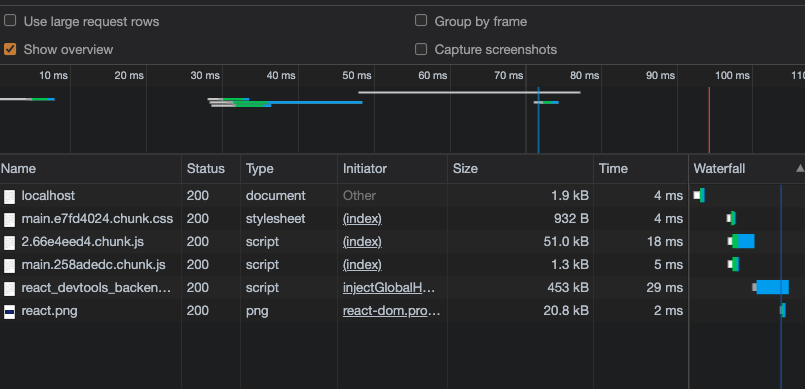 Use large request rows
Group by frame
Show overview
Capture screenshots
10 ms 20 ms 30 ms 40 ms 50 ms 60 ms 70 ms 80 ms 90 ms 100 ms 110
Name Status Type Initiator Size Time Waterfall
localhost 200 document Other 1.9 kB 4 ms
main.e7fd4024.chunk.css 200 stylesheet (index) 932 B 4 ms
2.66e4eed4.chunk.js 200 script (index) 51.0 kB 18 ms
main.258adedc.chunk.js 200 script (index) 1.3 kB 5 ms
react_devtools_backen... 200 script injectGlobalH... 453 kB 29 ms
react.png 200 png react-dom.pro... 20.8 kB 2 ms